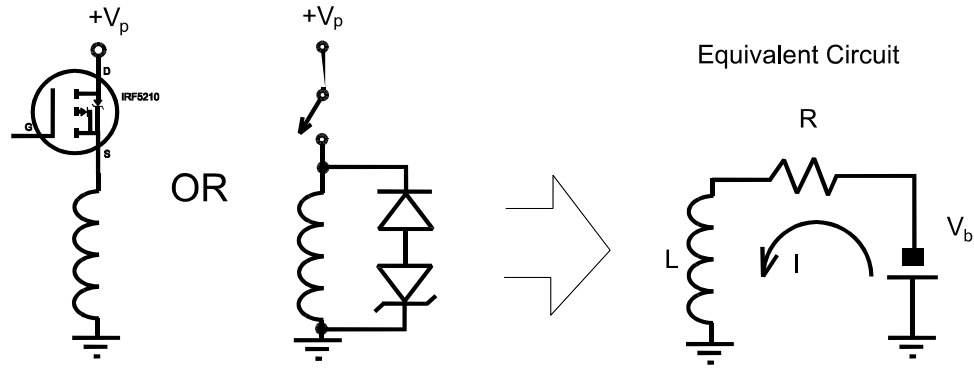 +Vp
D
IRF5210
G
S
OR
+Vp
Equivalent Circuit
R
L
I
Vb